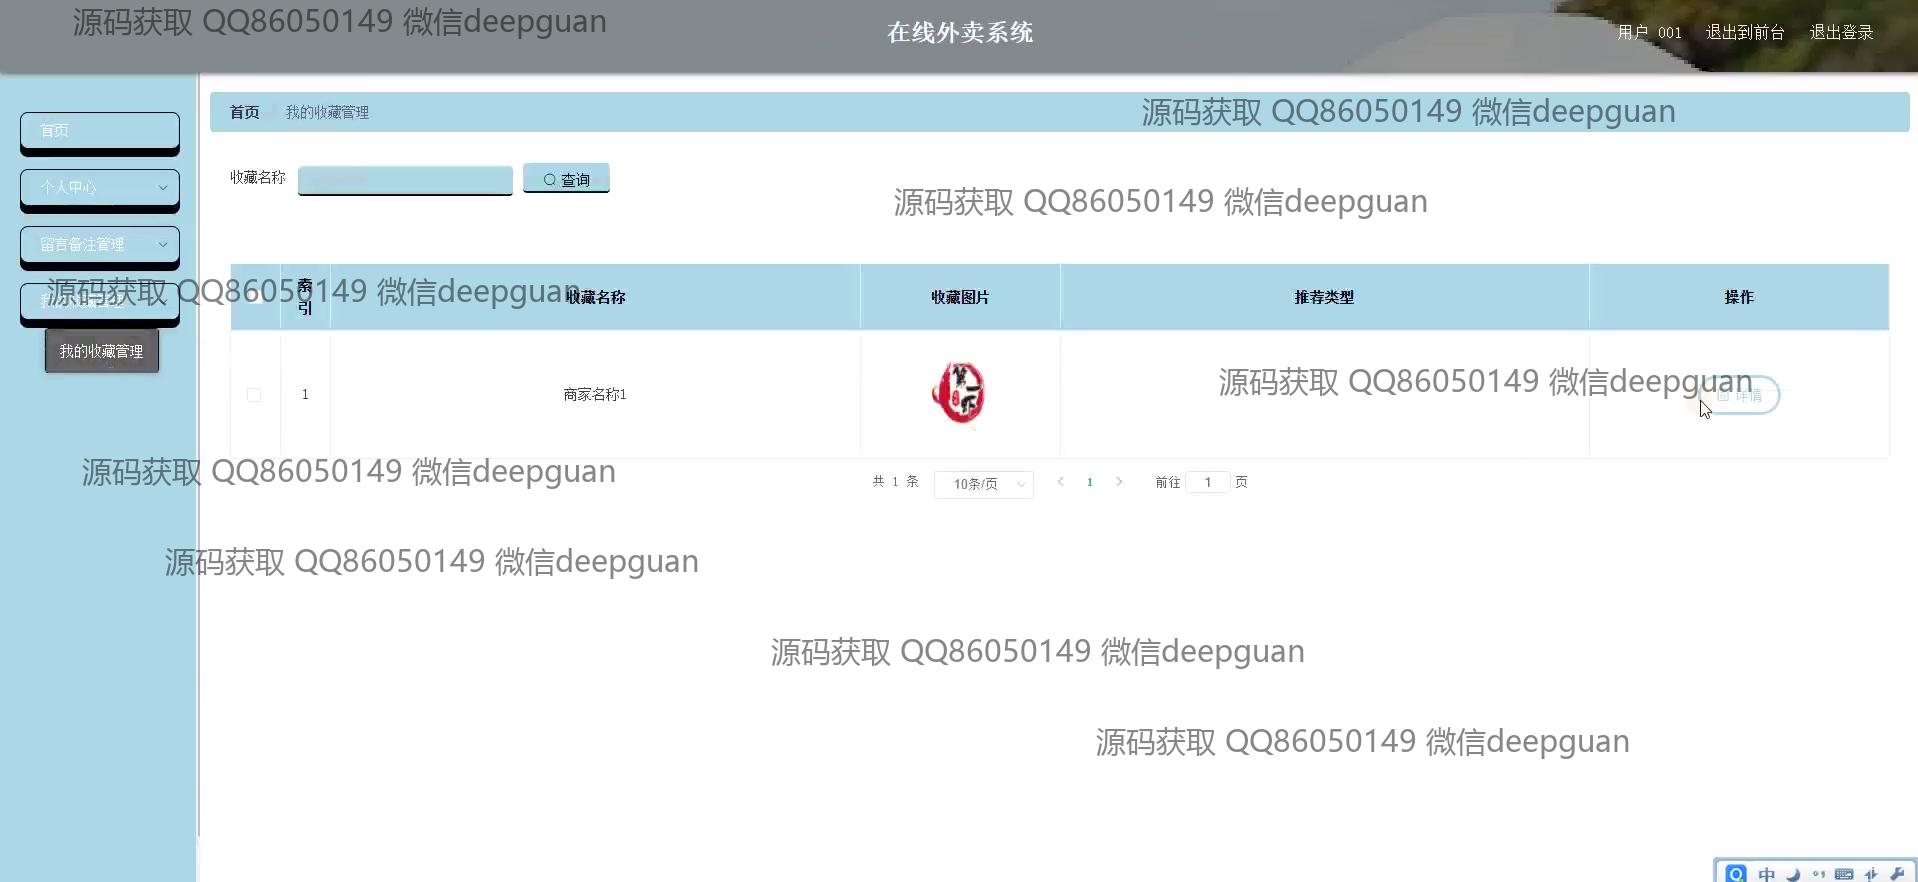 源码获取 QQ86050149 微信deepguan
在线外卖系统
用户 001 退出到前台 退出登录
首页
个人中心
留言备注管理
我的收藏管理
我的收藏管理
首页 我的收藏管理
源码获取 QQ86050149 微信deepguan
收藏名称
查询
源码获取 QQ86050149 微信deepguan
源码获取 QQ86050149 微信deepguan
索引 收藏名称 收藏图片 推荐类型 操作
1 商家名称1 详情
源码获取 QQ86050149 微信deepguan
共 1 条 10条/页 1 前往 1 页
源码获取 QQ86050149 微信deepguan
源码获取 QQ86050149 微信deepguan
源码获取 QQ86050149 微信deepguan
源码获取 QQ86050149 微信deepguan
中